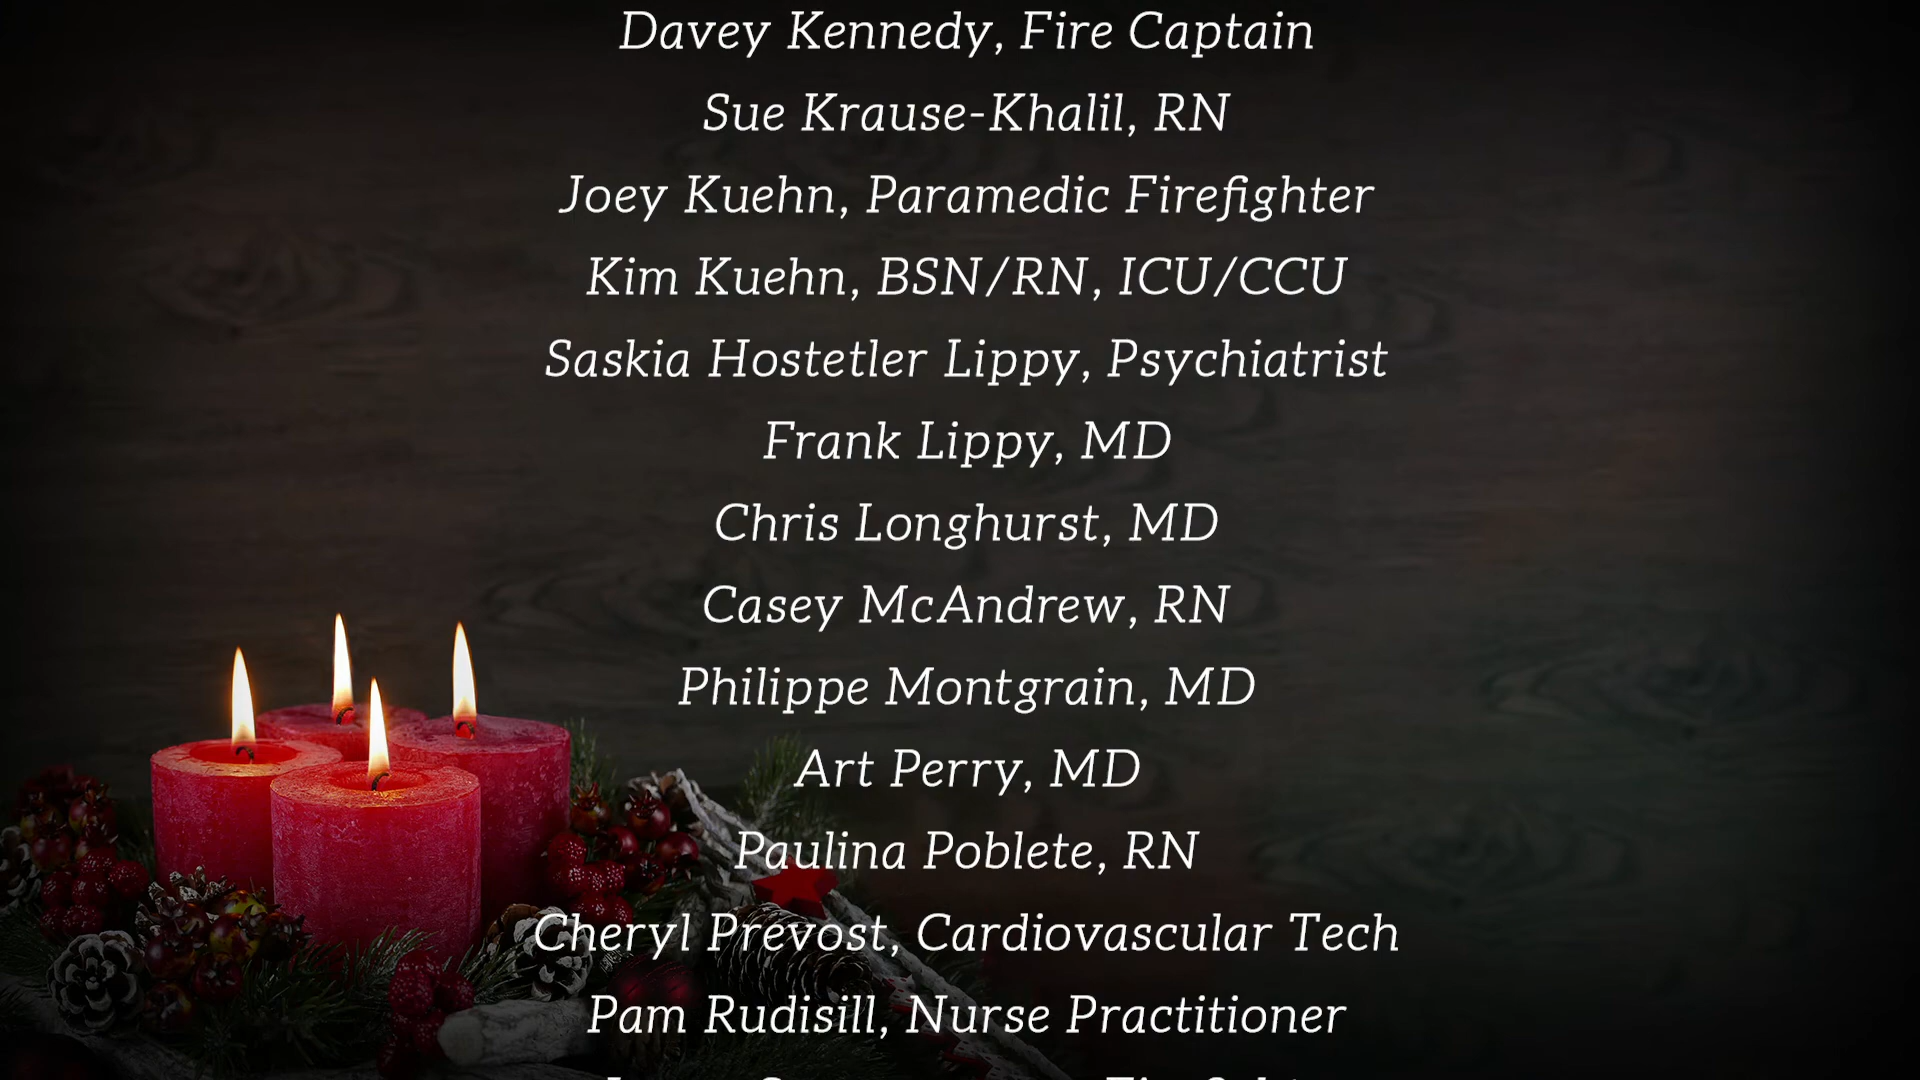 Davey Kennedy, Fire Captain
Sue Krause-Khalil, RN
Joey Kuehn, Paramedic Firefighter
Kim Kuehn, BSN/RN, ICU/CCU
Saskia Hostetler Lippy, Psychiatrist
Frank Lippy, MD
Chris Longhurst, MD
Casey McAndrew, RN
Philippe Montgrain, MD
Art Perry, MD
Paulina Poblete, RN
Cheryl Prevost, Cardiovascular Tech
Pam Rudisill, Nurse Practitioner